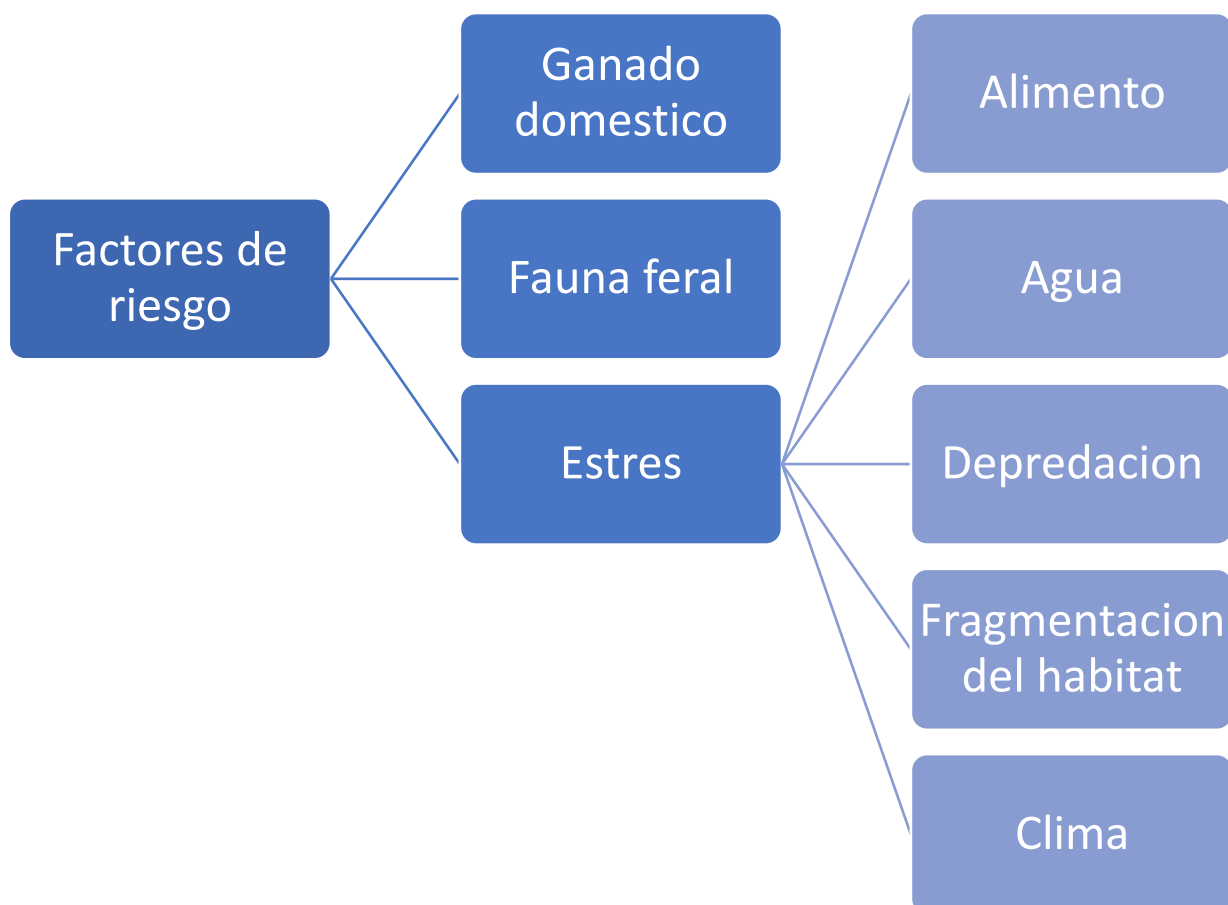 Factores de
riesgo
Ganado
domestico
Fauna feral
Estres
Alimento
Agua
Depredacion
Fragmentacion
del habitat
Clima